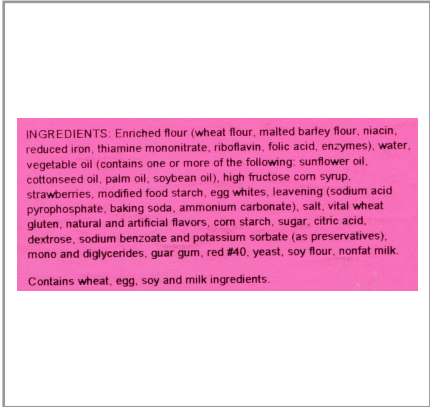 INGREDIENTS: Enriched flour (wheat flour, malted barley flour, niacin,
reduced iron, thiamine mononitrate, riboflavin, folic acid, enzymes), water,
vegetable oil (contains one or more of the following: sunflower oil,
cottonseed oil, palm oil, soybean oil), high fructose corn syrup,
strawberries, modified food starch, egg whites, leavening (sodium acid
pyrophosphate, baking soda, ammonium carbonate), salt, vital wheat
gluten, natural and artificial flavors, corn starch, sugar, citric acid,
dextrose, sodium benzoate and potassium sorbate (as preservatives),
mono and diglycerides, guar gum, red #40, yeast, soy flour, nonfat milk.
Contains wheat, egg, soy and milk ingredients.